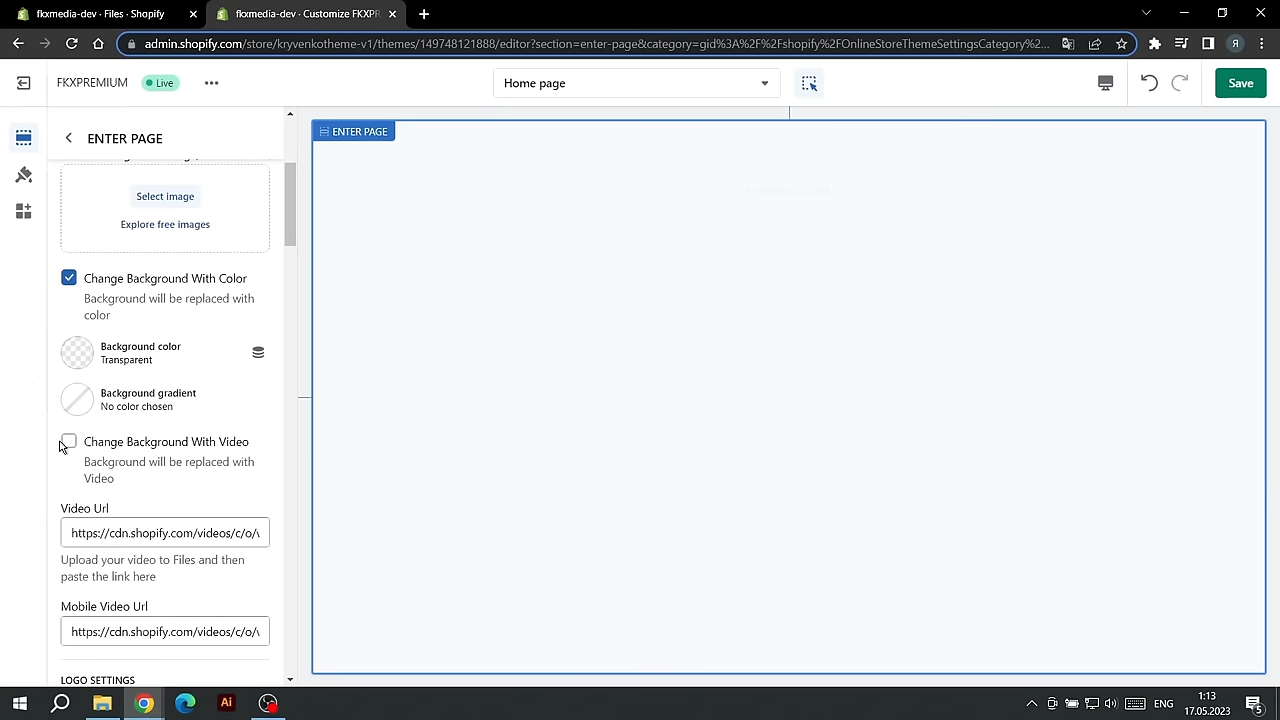 flxmedia-dev · Files · Shopify
flxmedia-dev · Customize FKXPR
admin.shopify.com/store/kryvenkotheme-v1/themes/149748121888/editor?section=enter-page&category=gid%3A%2F%2Fshopify%2FOnlineStoreThemeSettingsCategory%2...
Я
FKXPREMIUM
Live
Home page
Save
ENTER PAGE
ENTER PAGE
Select image
Explore free images
Change Background With Color
Background will be replaced with
color
Background color
Transparent
Background gradient
No color chosen
Change Background With Video
Background will be replaced with
Video
Video Url
https://cdn.shopify.com/videos/c/o/
Upload your video to Files and then
paste the link here
Mobile Video Url
https://cdn.shopify.com/videos/c/o/
LOGO SETTINGS
Ai
ENG
1:13
17.05.2023
5